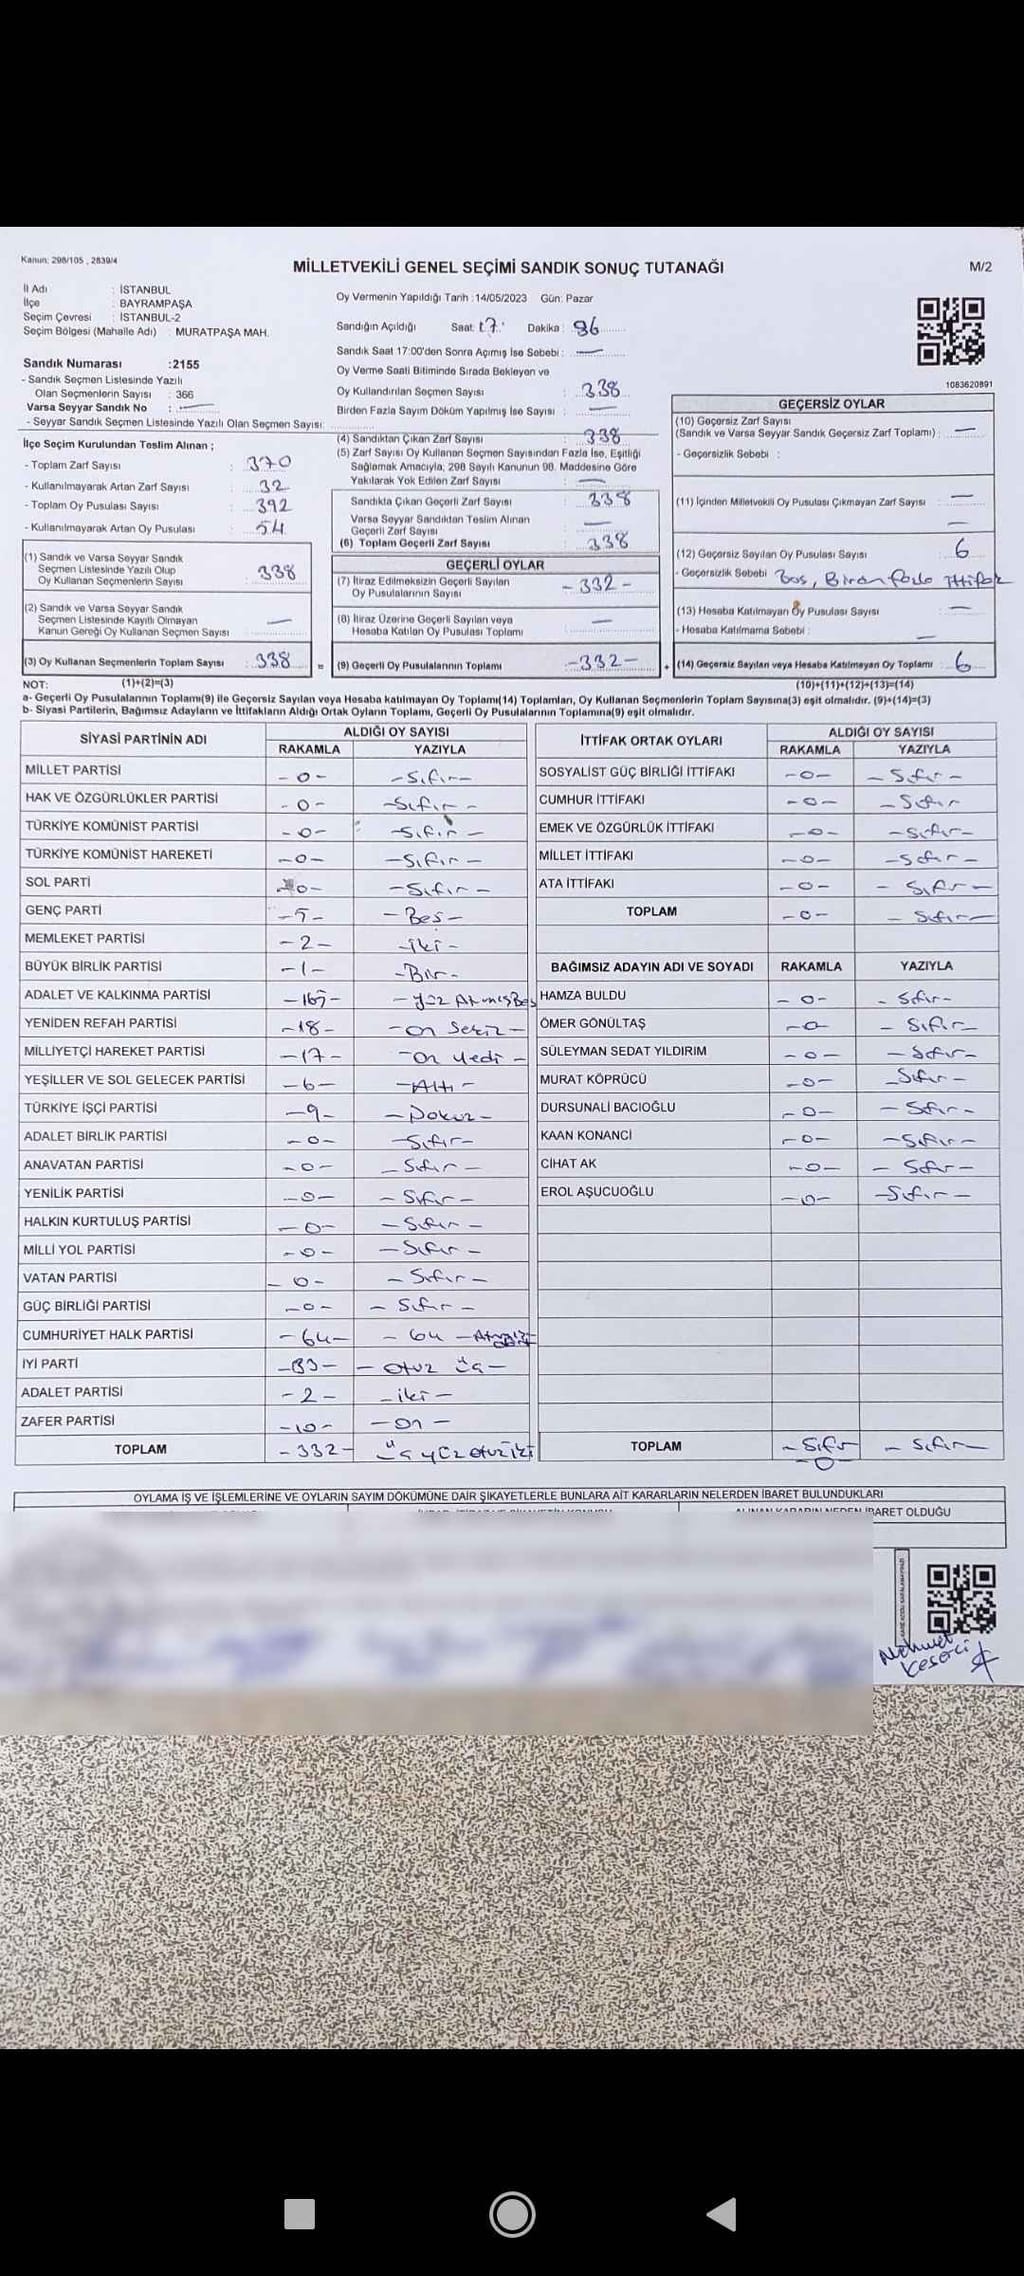 Kanun: 298/105 , 2839/4
MİLLETVEKİLİ GENEL SEÇİMİ SANDIK SONUÇ TUTANAĞI
M/2
İl Adı : İSTANBUL
İlçe : BAYRAMPAŞA
Seçim Çevresi : İSTANBUL-2
Seçim Bölgesi (Mahalle Adı) : MURATPAŞA MAH.
Sandık Numarası :2155
- Sandık Seçmen Listesinde Yazılı
Olan Seçmenlerin Sayısı : 366
Varsa Seyyar Sandık No : —
- Seyyar Sandık Seçmen Listesinde Yazılı Olan Seçmen Sayısı:
Oy Vermenin Yapıldığı Tarih :14/05/2023 Gün: Pazar
Sandığın Açıldığı Saat: 17 Dakika :
Sandık Saat 17:00'den Sonra Açımış İse Sebebi : —
Oy Verme Saati Bitiminde Sırada Bekleyen ve
Oy Kullandırılan Seçmen Sayısı : 338
Birden Fazla Sayım Döküm Yapılmış İse Sayısı : —
1083620891
İlçe Seçim Kurulundan Teslim Alınan ;
- Toplam Zarf Sayısı : 370
- Kullanılmayarak Artan Zarf Sayısı : 32
- Toplam Oy Pusulası Sayısı : 392
- Kullanılmayarak Artan Oy Pusulası : 54
(1) Sandık ve Varsa Seyyar Sandık
Seçmen Listesinde Yazılı Olup
Oy Kullanan Seçmenlerin Sayısı : 338
(2) Sandık ve Varsa Seyyar Sandık
Seçmen Listesinde Kayıtlı Olmayan
Kanun Gereği Oy Kullanan Seçmen Sayısı : —
(3) Oy Kullanan Seçmenlerin Toplam Sayısı : 338
(4) Sandıktan Çıkan Zarf Sayısı : 338
(5) Zarf Sayısı Oy Kullanan Seçmen Sayısından Fazla İse, Eşitliği
Sağlamak Amacıyla; 298 Sayılı Kanunun 98. Maddesine Göre
Yakılarak Yok Edilen Zarf Sayısı : —
Sandıkta Çıkan Geçerli Zarf Sayısı : 338
Varsa Seyyar Sandıktan Teslim Alınan
Geçerli Zarf Sayısı : —
(6) Toplam Geçerli Zarf Sayısı : 338
GEÇERLİ OYLAR
(7) İtiraz Edilmeksizin Geçerli Sayılan
Oy Pusulalarının Sayısı : - 332 -
(8) İtiraz Üzerine Geçerli Sayılan veya
Hesaba Katılan Oy Pusulası Toplamı : —
= (9) Geçerli Oy Pusulalarının Toplamı : - 332 -
GEÇERSİZ OYLAR
(10) Geçersiz Zarf Sayısı
(Sandık ve Varsa Seyyar Sandık Geçersiz Zarf Toplamı) : —
- Geçersizlik Sebebi :
(11) İçinden Milletvekili Oy Pusulası Çıkmayan Zarf Sayısı : —
—
(12) Geçersiz Sayılan Oy Pusulası Sayısı : 6
- Geçersizlik Sebebi Boş, Birden fazla ittifak
(13) Hesaba Katılmayan Oy Pusulası Sayısı : —
- Hesaba Katılmama Sebebi : —
+ (14) Geçersiz Sayılan veya Hesaba Katılmayan Oy Toplamı : 6
NOT: (1)+(2)=(3)
(10)+(11)+(12)+(13)=(14)
a- Geçerli Oy Pusulalarının Toplamı(9) ile Geçersiz Sayılan veya Hesaba katılmayan Oy Toplamı(14) Toplamları, Oy Kullanan Seçmenlerin Toplam Sayısına(3) eşit olmalıdır. (9)+(14)=(3)
b- Siyasi Partilerin, Bağımsız Adayların ve İttifakların Aldığı Ortak Oyların Toplamı, Geçerli Oy Pusulalarının Toplamına(9) eşit olmalıdır.
SİYASİ PARTİNİN ADI ALDIĞI OY SAYISI
RAKAMLA YAZIYLA
MİLLET PARTİSİ - 0 - - Sıfır -
HAK VE ÖZGÜRLÜKLER PARTİSİ - 0 - - Sıfır -
TÜRKİYE KOMÜNİST PARTİSİ - 0 - - Sıfır -
TÜRKİYE KOMÜNİST HAREKETİ - 0 - - Sıfır -
SOL PARTİ 0 - - Sıfır -
GENÇ PARTİ - 5 - - Beş -
MEMLEKET PARTİSİ - 2 - - iki -
BÜYÜK BİRLİK PARTİSİ - 1 - - Bir -
ADALET VE KALKINMA PARTİSİ - 165 - - yüz Atmış Beş
YENİDEN REFAH PARTİSİ - 18 - - on sekiz -
MİLLİYETÇİ HAREKET PARTİSİ - 17 - - on yedi -
YEŞİLLER VE SOL GELECEK PARTİSİ - 6 - - Altı -
TÜRKİYE İŞÇİ PARTİSİ - 9 - - Dokuz -
ADALET BİRLİK PARTİSİ - 0 - - Sıfır -
ANAVATAN PARTİSİ - 0 - - Sıfır -
YENİLİK PARTİSİ - 0 - - Sıfır -
HALKIN KURTULUŞ PARTİSİ - 0 - - Sıfır -
MİLLİ YOL PARTİSİ - 0 - - Sıfır -
VATAN PARTİSİ - 0 - - Sıfır -
GÜÇ BİRLİĞİ PARTİSİ - 0 - - Sıfır -
CUMHURİYET HALK PARTİSİ - 64 - - 64 -
İYİ PARTİ - 33 - - otuz üç -
ADALET PARTİSİ - 2 - - iki -
ZAFER PARTİSİ - 10 - - on -
TOPLAM - 332 - üç yüz otuz iki
İTTİFAK ORTAK OYLARI ALDIĞI OY SAYISI
RAKAMLA YAZIYLA
SOSYALİST GÜÇ BİRLİĞİ İTTİFAKI - 0 - - Sıfır -
CUMHUR İTTİFAKI - 0 - - Sıfır
EMEK VE ÖZGÜRLÜK İTTİFAKI - 0 - - Sıfır -
MİLLET İTTİFAKI - 0 - - Sıfır -
ATA İTTİFAKI - 0 - - Sıfır -
TOPLAM - 0 - - Sıfır -
BAĞIMSIZ ADAYIN ADI VE SOYADI RAKAMLA YAZIYLA
HAMZA BULDU - 0 - - Sıfır -
ÖMER GÖNÜLTAŞ - 0 - - Sıfır -
SÜLEYMAN SEDAT YILDIRIM - 0 - - Sıfır -
MURAT KÖPRÜCÜ - 0 - - Sıfır -
DURSUNALİ BACIOĞLU - 0 - - Sıfır -
KAAN KONANCİ - 0 - - Sıfır -
CİHAT AK - 0 - - Sıfır -
EROL AŞUCUOĞLU - 0 - - Sıfır -
TOPLAM - Sıfır 0 - Sıfır -
OYLAMA İŞ VE İŞLEMLERİNE VE OYLARIN SAYIM DÖKÜMÜNE DAİR ŞİKAYETLERLE BUNLARA AİT KARARLARIN NELERDEN İBARET BULUNDUKLARI
ALINAN KARARIN NEDEN İBARET OLDUĞU
Mehmet
Keserci